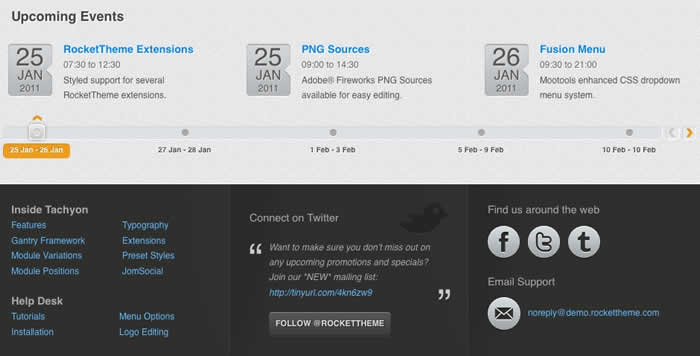 Upcoming Events
25
JAN
2011
RocketTheme Extensions
07:30 to 12:30
Styled support for several
RocketTheme extensions.
25
JAN
2011
PNG Sources
09:00 to 14:30
Adobe® Fireworks PNG Sources
available for easy editing.
26
JAN
2011
Fusion Menu
09:30 to 21:00
Mootools enhanced CSS dropdown
menu system.
25 Jan - 26 Jan
27 Jan - 28 Jan
1 Feb - 3 Feb
5 Feb - 9 Feb
10 Feb - 10 Feb
Inside Tachyon
Features
Gantry Framework
Module Variations
Module Positions
Typography
Extensions
Preset Styles
JomSocial
Help Desk
Tutorials
Installation
Menu Options
Logo Editing
Connect on Twitter
“ Want to make sure you don't miss out on
any upcoming promotions and specials?
Join our "NEW" mailing list:
http://tinyurl.com/4kn6zw9 ”
FOLLOW @ROCKETTHEME
Find us around the web
f t t
Email Support
noreply@demo.rockettheme.com